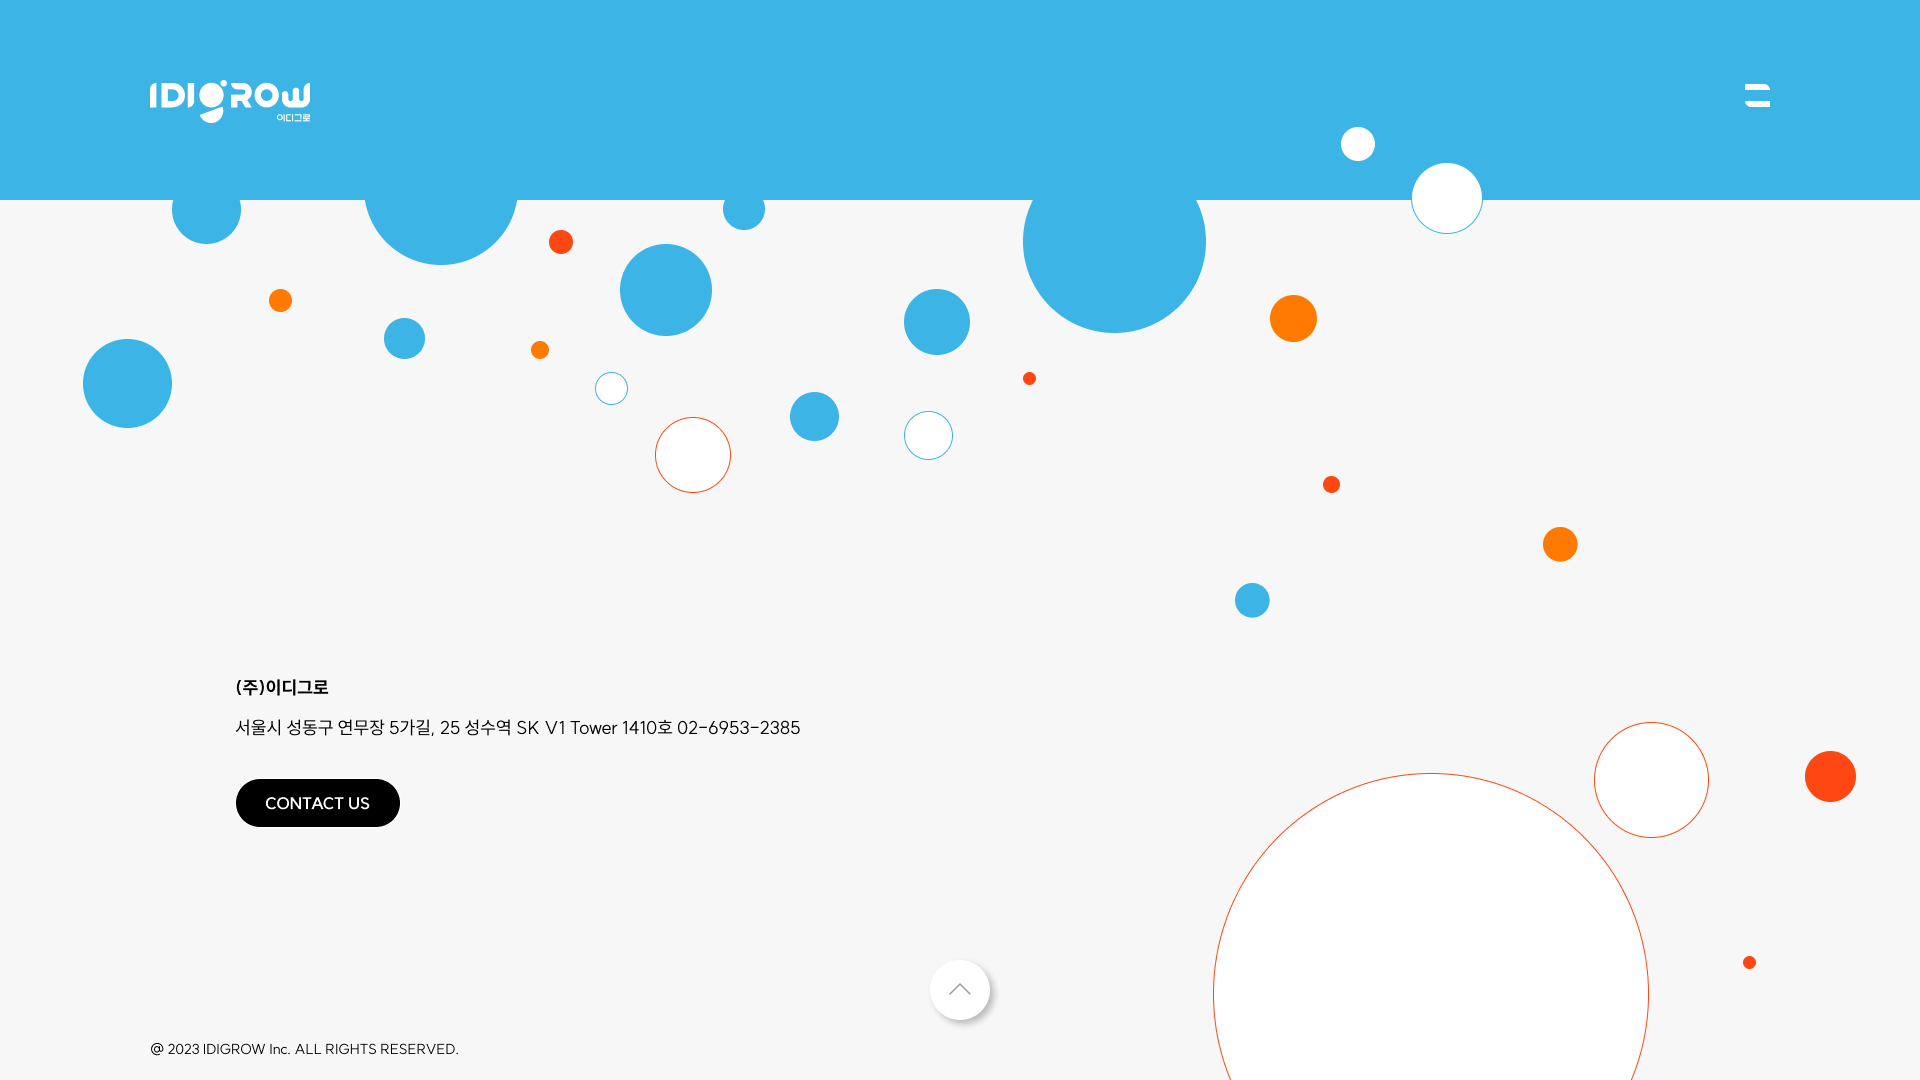 IDIGROW
이디그로
(주)이디그로
서울시 성동구 연무장 5가길, 25 성수역 SK V1 Tower 1410호 02-6953-2385
CONTACT US
@ 2023 IDIGROW Inc. ALL RIGHTS RESERVED.